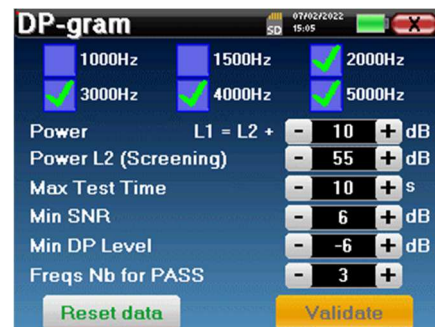 DP-gram SD 07/02/2022 15:05 X
1000Hz 1500Hz 2000Hz
3000Hz 4000Hz 5000Hz
Power L1 = L2 + - 10 + dB
Power L2 (Screening) - 55 + dB
Max Test Time - 10 + s
Min SNR - 6 + dB
Min DP Level - -6 + dB
Freqs Nb for PASS - 3 +
Reset data Validate